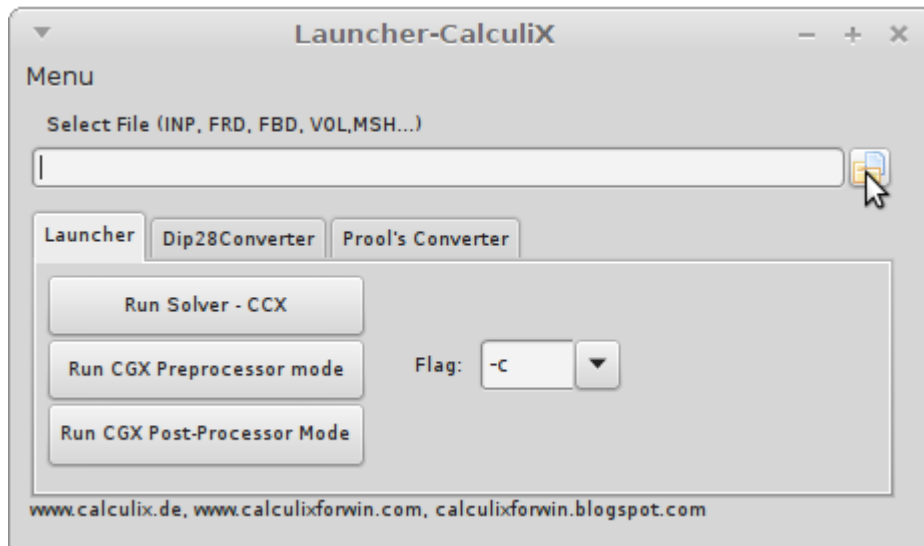 Launcher-CalculiX
Menu
Select File (INP, FRD, FBD, VOL,MSH...)
Launcher Dip28Converter Prool's Converter
Run Solver - CCX
Run CGX Preprocessor mode Flag: -c
Run CGX Post-Processor Mode
www.calculix.de, www.calculixforwin.com, calculixforwin.blogspot.com